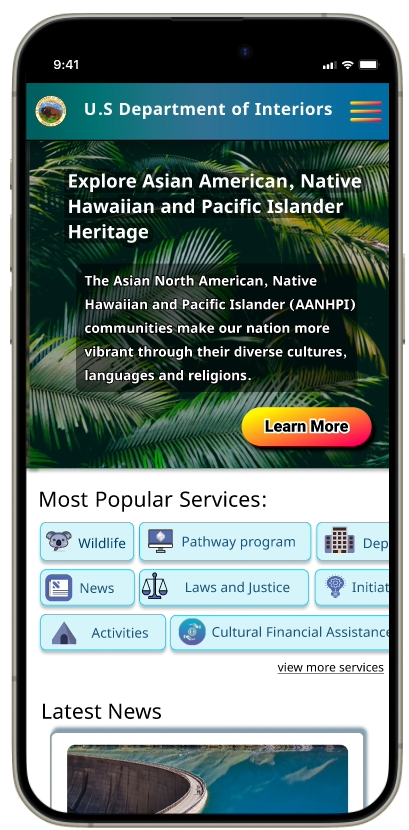 9:41
U.S Department of Interiors
Explore Asian American, Native
Hawaiian and Pacific Islander
Heritage
The Asian North American, Native
Hawaiian and Pacific Islander (AANHPI)
communities make our nation more
vibrant through their diverse cultures,
languages and religions.
Learn More
Most Popular Services:
Wildlife
Pathway program
Dep
News
Laws and Justice
Initiat
Activities
Cultural Financial Assistance
view more services
Latest News